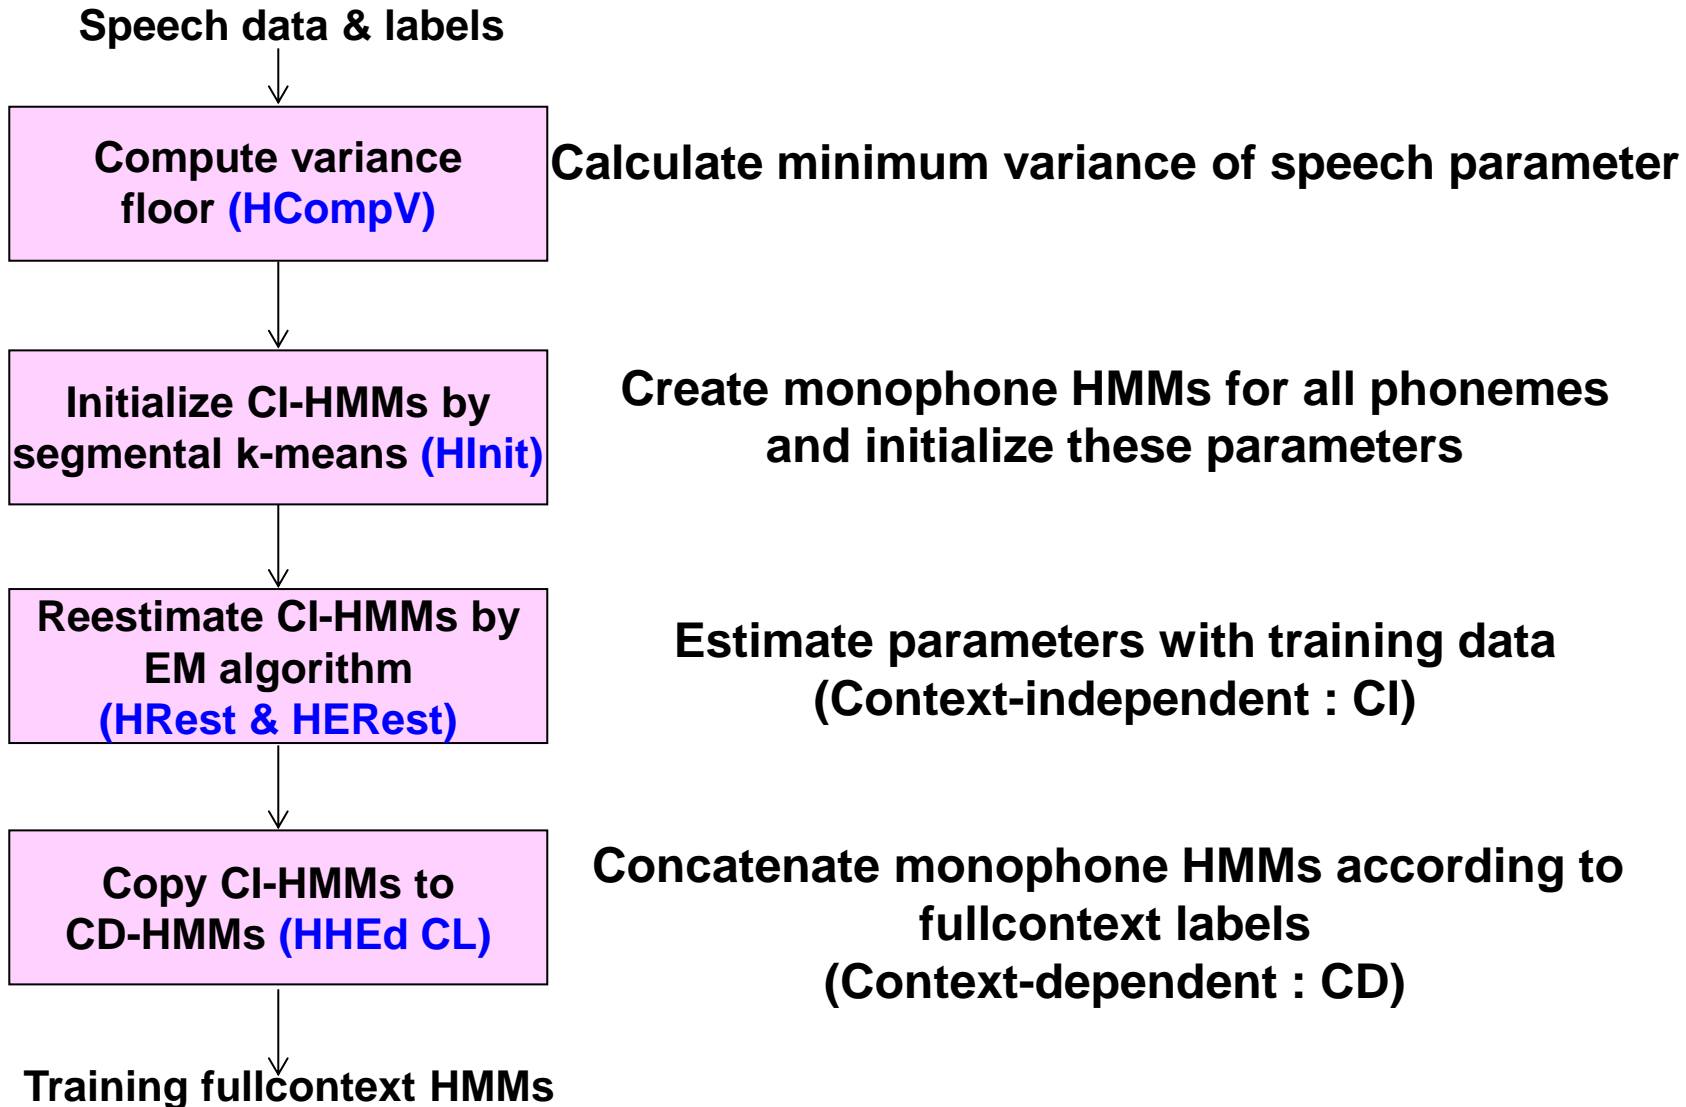 Speech data & labels
Compute variance
floor (HCompV)
Calculate minimum variance of speech parameter
Initialize CI-HMMs by
segmental k-means (HInit)
Create monophone HMMs for all phonemes
and initialize these parameters
Reestimate CI-HMMs by
EM algorithm
(HRest & HERest)
Estimate parameters with training data
(Context-independent : CI)
Copy CI-HMMs to
CD-HMMs (HHEd CL)
Concatenate monophone HMMs according to
fullcontext labels
(Context-dependent : CD)
Training fullcontext HMMs